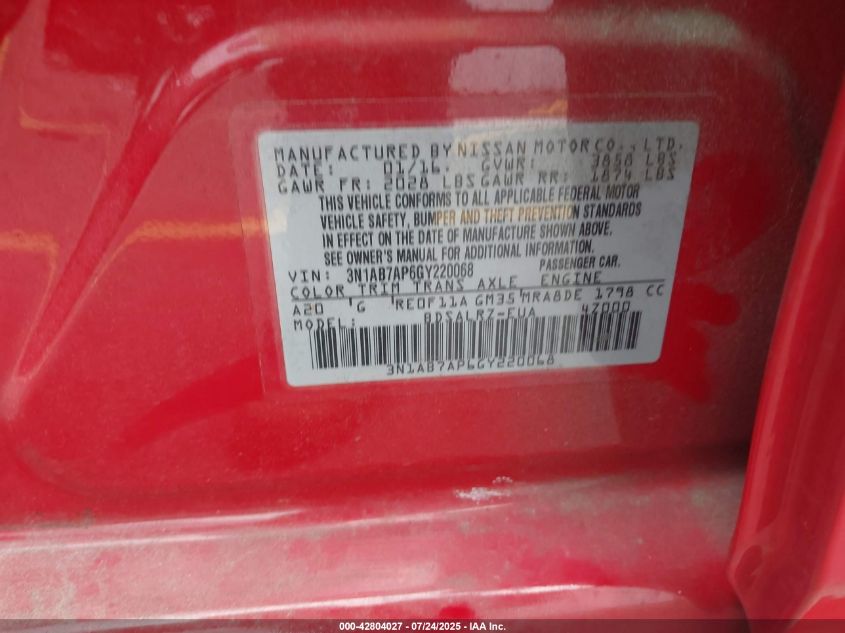 MANUFACTURED BY NISSAN MOTOR CO., LTD.
DATE: 01/16. GVWR: 3858 LBS
GAWR FR: 2028 LBS GAWR RR: 1874 LBS
THIS VEHICLE CONFORMS TO ALL APPLICABLE FEDERAL MOTOR
VEHICLE SAFETY, BUMPER AND THEFT PREVENTION STANDARDS
IN EFFECT ON THE DATE OF MANUFACTURE SHOWN ABOVE.
SEE OWNER'S MANUAL FOR ADDITIONAL INFORMATION.
VIN: 3N1AB7AP6GY220068 PASSENGER CAR.
COLOR TRIM TRANS AXLE ENGINE
A20 'G 'RE0F11A GM35 MRA8DE 1798 CC
MODEL: BDSALRZ-EUA 4Z000
3N1AB7AP6GY220068
000-42804027 - 07/24/2025 - IAA Inc.